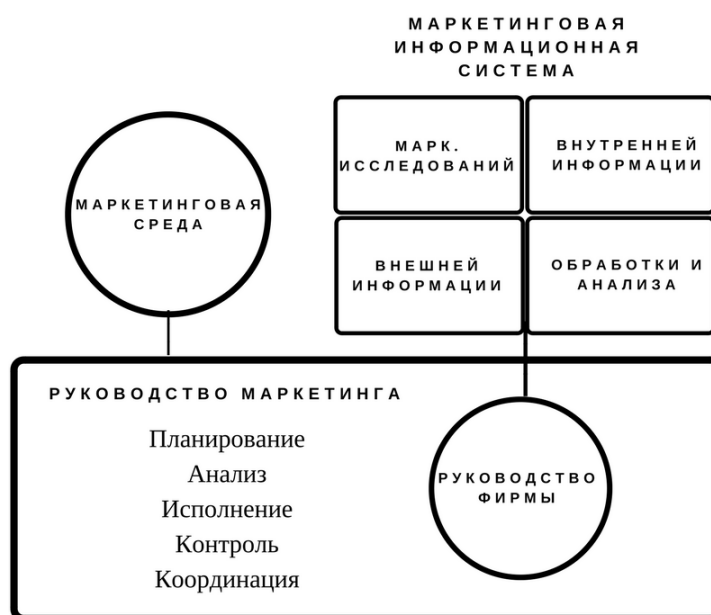 МАРКЕТИНГОВАЯ
ИНФОРМАЦИОННАЯ
СИСТЕМА
МАРК.
ИССЛЕДОВАНИЙ
ВНУТРЕННЕЙ
ИНФОРМАЦИИ
МАРКЕТИНГОВАЯ
СРЕДА
ВНЕШНЕЙ
ИНФОРМАЦИИ
ОБРАБОТКИ И
АНАЛИЗА
РУКОВОДСТВО МАРКЕТИНГА
Планирование
Анализ
Исполнение
Контроль
Координация
РУКОВОДСТВО
ФИРМЫ